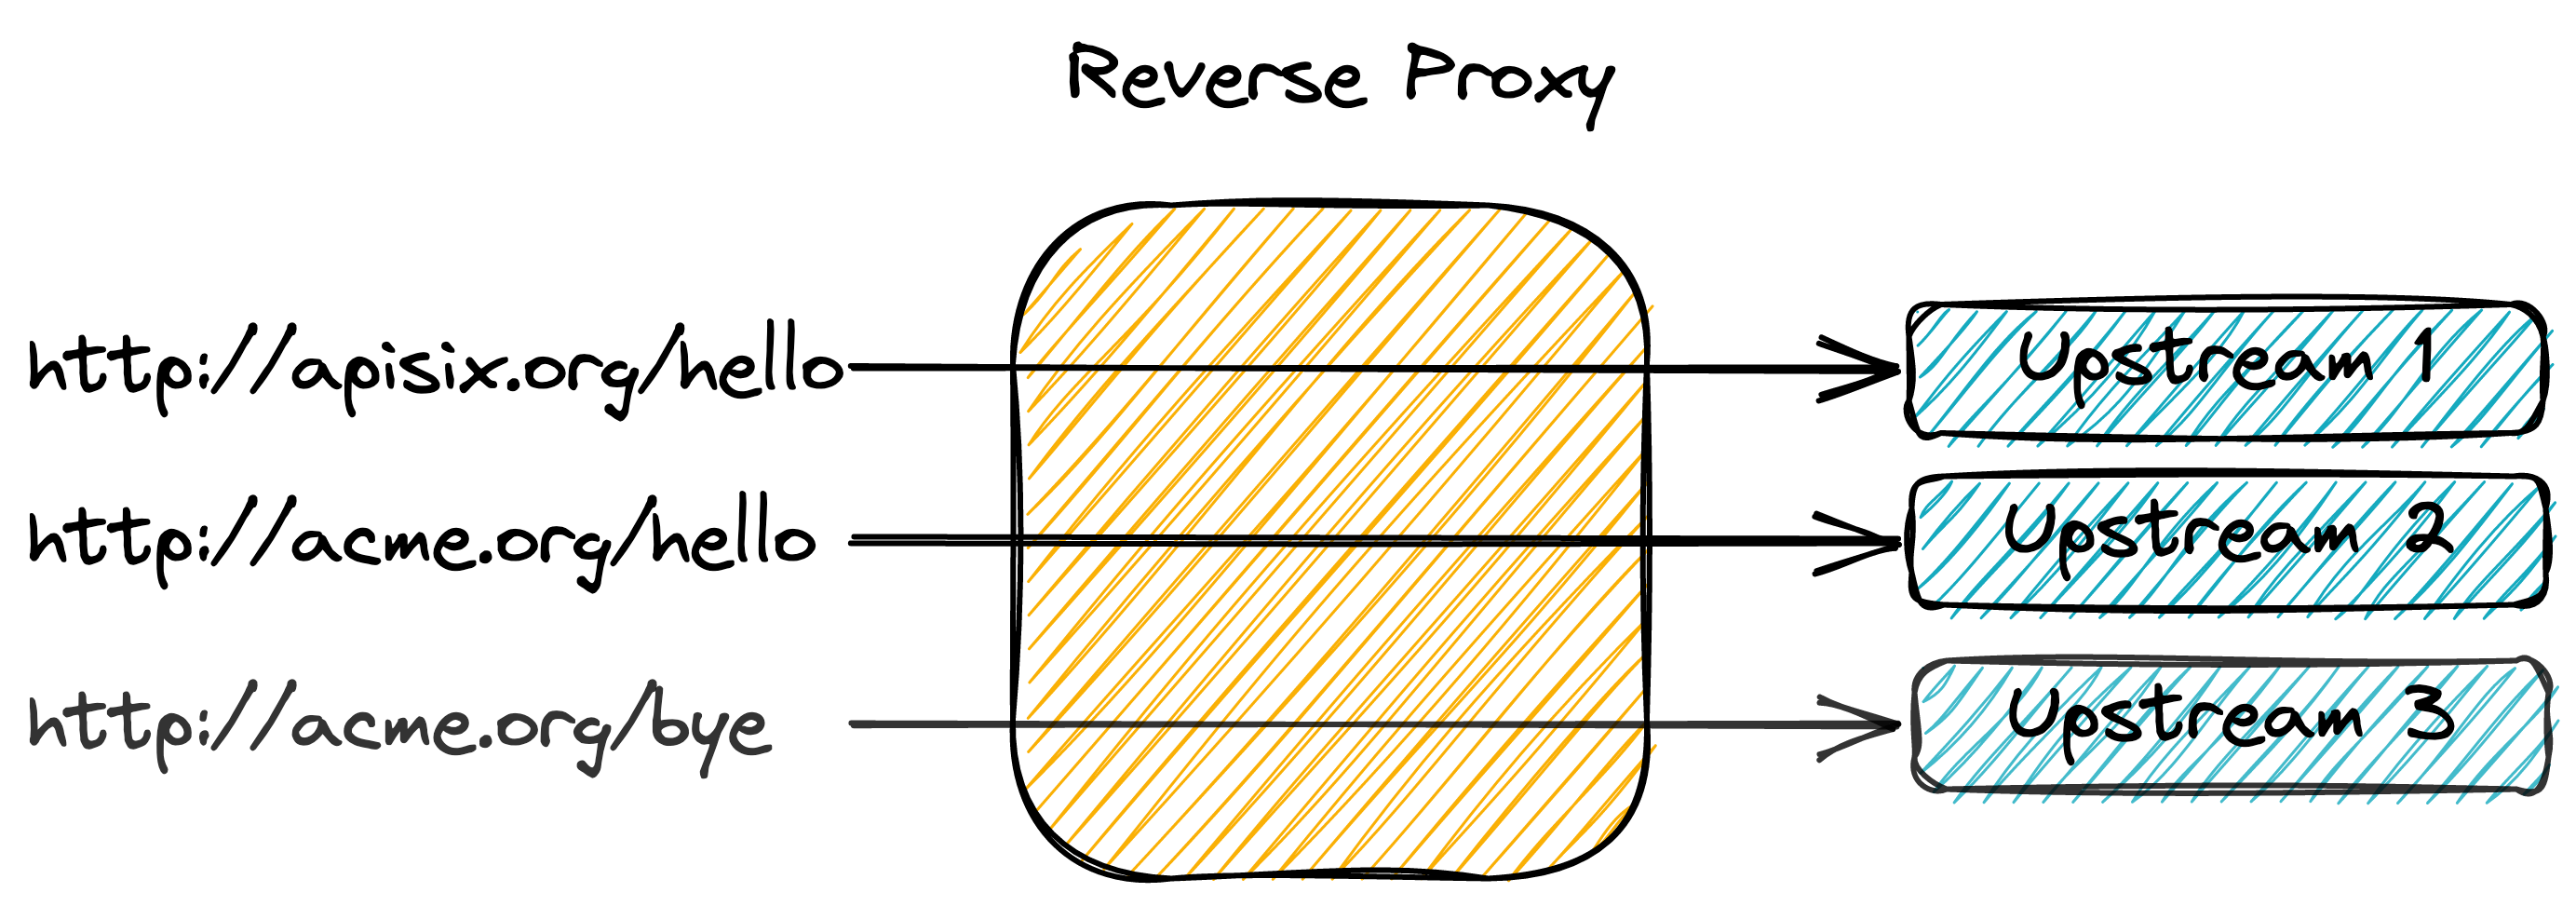 Reverse Proxy
http://apisix.org/hello
Upstream 1
http://acme.org/hello
Upstream 2
http://acme.org/bye
Upstream 3